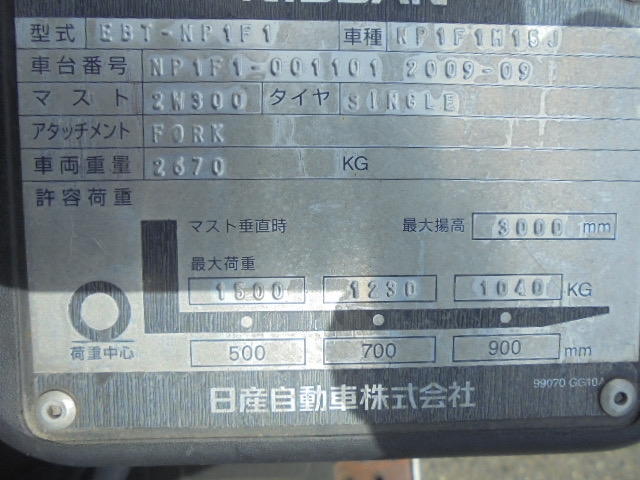 NISSAN
型式 EBT-NP1F1 車種 NP1F1M15J
車台番号 NP1F1-001101 2009-09
マスト 2W300 タイヤ SINGLE
アタッチメント FORK
車両重量 2670 KG
許容荷重
マスト垂直時 最大揚高 3000 mm
最大荷重
1500 1230 1040 KG
荷重中心 500 700 900 mm
99070 GG10A
日産自動車株式会社